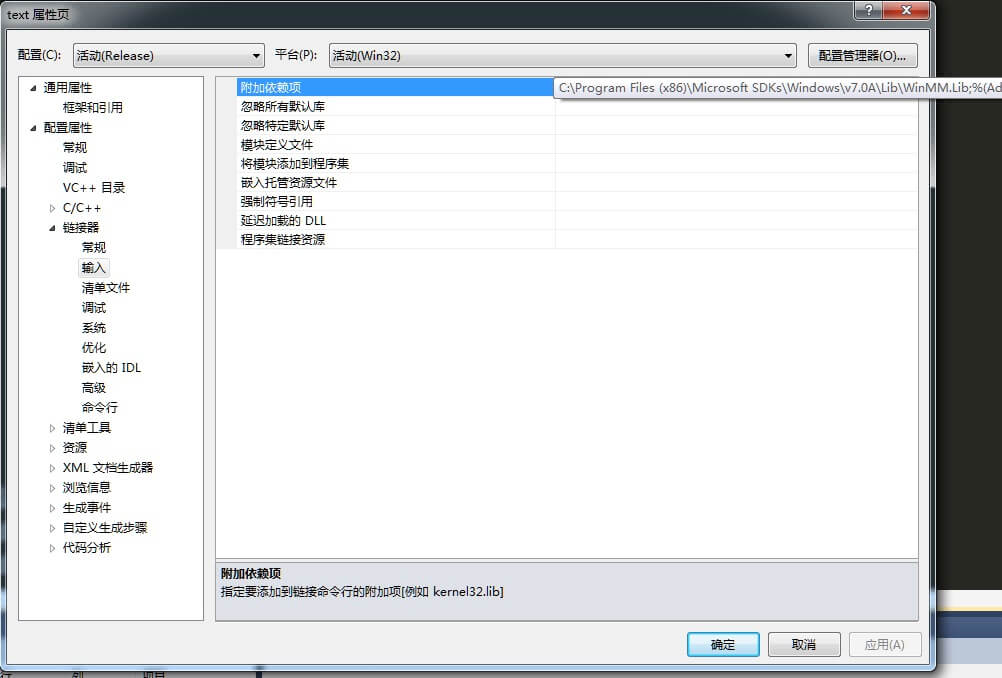 text 属性页
配置(C): 活动(Release) 平台(P): 活动(Win32) 配置管理器(O)...
通用属性
框架和引用
配置属性
常规
调试
VC++ 目录
C/C++
链接器
常规
输入
清单文件
调试
系统
优化
嵌入的 IDL
高级
命令行
清单工具
资源
XML 文档生成器
浏览信息
生成事件
自定义生成步骤
代码分析
附加依赖项 C:\Program Files (x86)\Microsoft SDKs\Windows\v7.0A\Lib\WinMM.Lib;%(Ad
忽略所有默认库
忽略特定默认库
模块定义文件
将模块添加到程序集
嵌入托管资源文件
强制符号引用
延迟加载的 DLL
程序集链接资源
附加依赖项
指定要添加到链接命令行的附加项[例如 kernel32.lib]
确定 取消 应用(A)